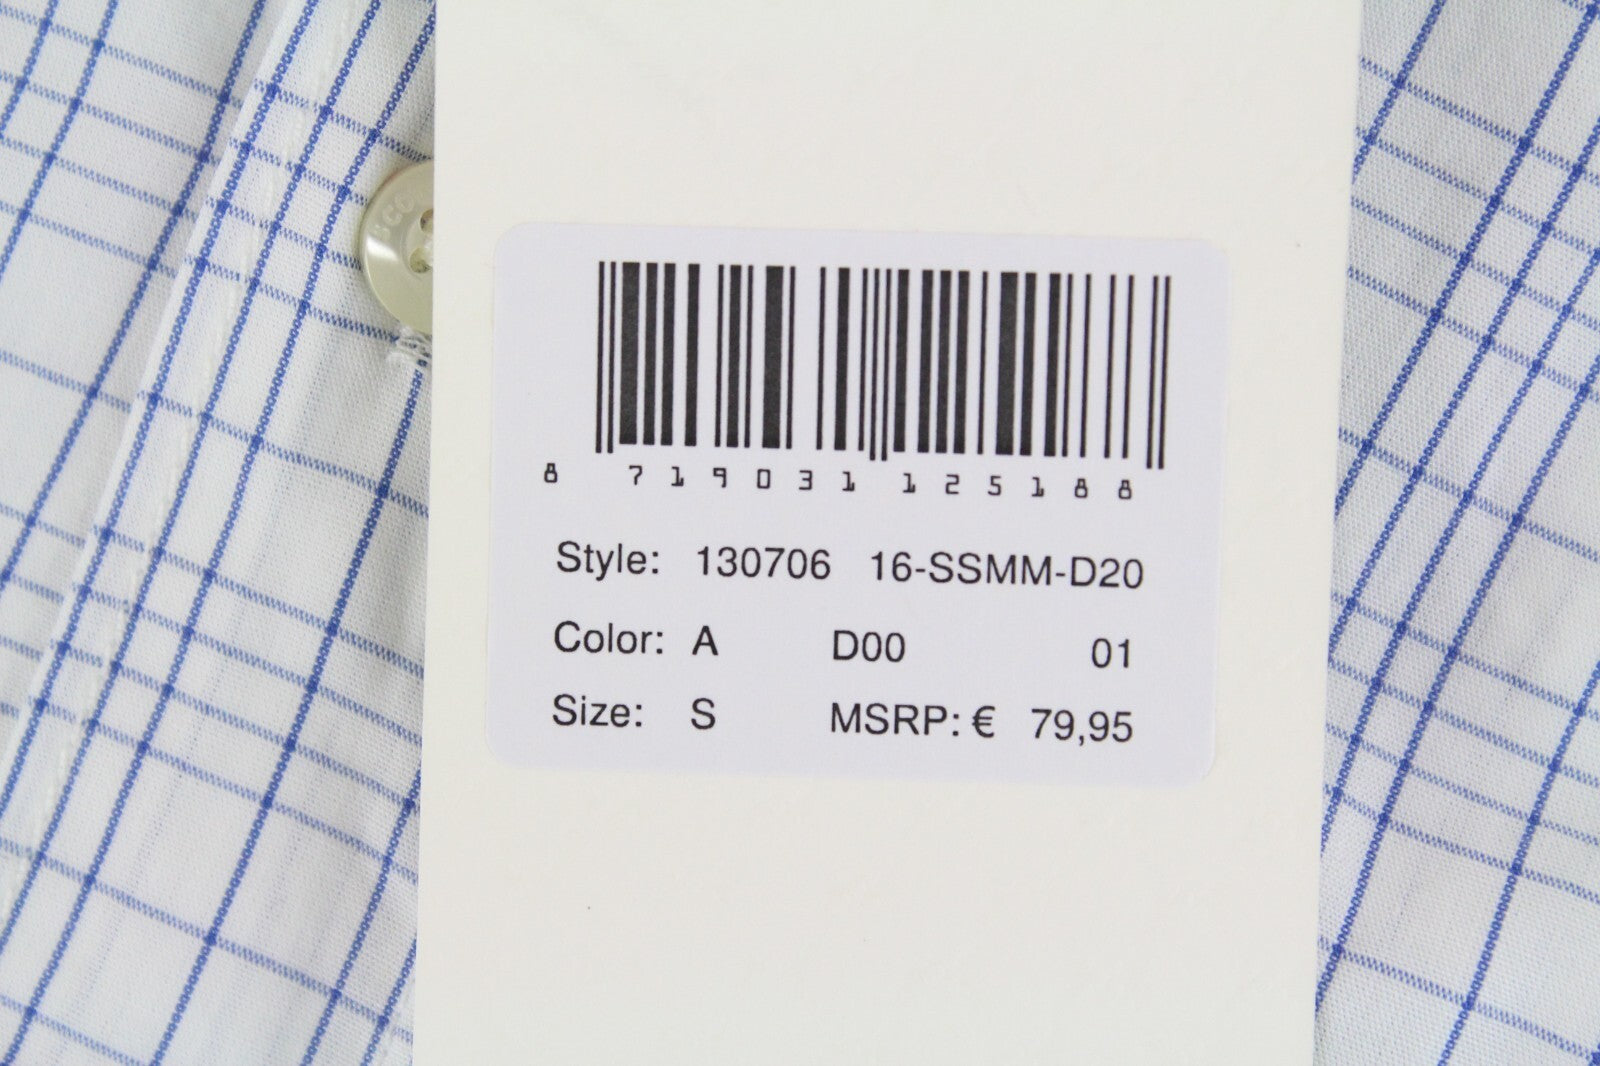 8 719031 125188
Style: 130706 16-SSMM-D20
Color: A D00 01
Size: S MSRP: € 79,95